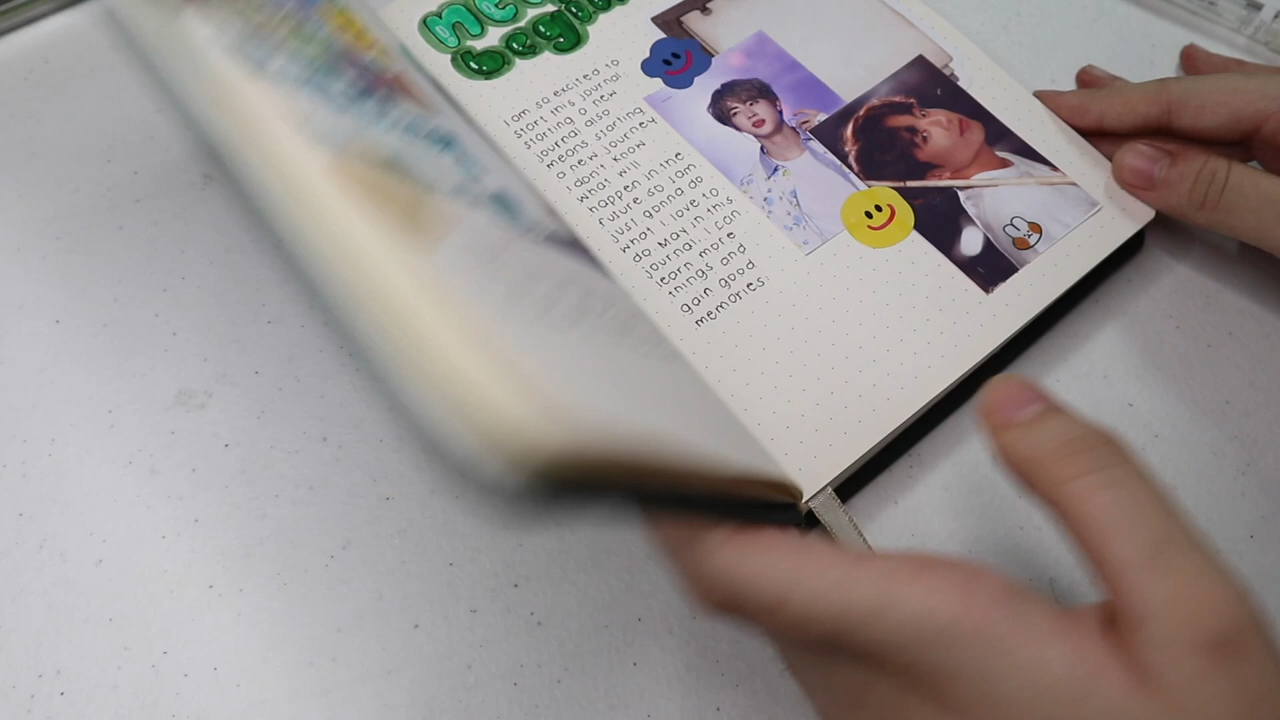 new
I am so excited to
start this journal.
starting a new
journal also
means starting
a new journey
I don't know
what will
happen in the
future so I am
just gonna do
what I love to
do. May in this
journal, I can
learn more
things and
gain good
memories.